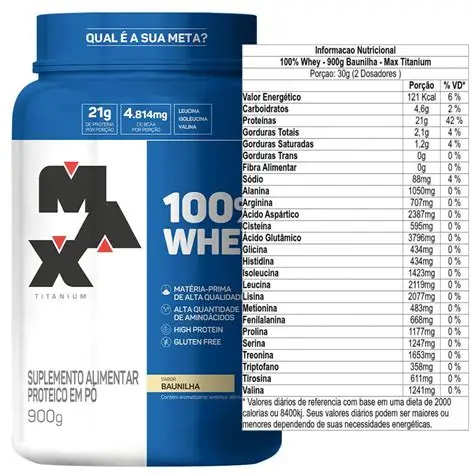 QUAL É A SUA META?
21g
DE PROTEÍNA
POR PORÇÃO
4.814mg
DE BCAA
POR PORÇÃO
LEUCINA
ISOLEUCINA
VALINA
MAX
TITANIUM
100%
WHE
MATÉRIA-PRIMA
DE ALTA QUALIDAD
ALTA QUANTIDADE
DE AMINOÁCIDOS
HIGH PROTEIN
GLUTEN FREE
SUPLEMENTO ALIMENTAR
PROTEICO EM PÓ
900g
SABOR
BAUNILHA
Contém aromatizante
Informacao Nutricional
100% Whey - 900g Baunilha - Max Titanium
Porçao: 30g (2 Dosadores )
Porção % VD*
Valor Energético 121 Kcal 6 %
Carboidratos 4,6g 2 %
Proteínas 21g 42 %
Gorduras Totais 2,1g 4 %
Gorduras Saturadas 1,2g 4 %
Gorduras Trans 0g 0 %
Fibra Alimentar 0g 0 %
Sódio 88mg 4 %
Alanina 1050mg 0 %
Arginina 707mg 0 %
Ácido Aspártico 2387mg 0 %
Cisteína 595mg 0 %
Ácido Glutâmico 3796mg 0 %
Glicina 434mg 0 %
Histidina 434mg 0 %
Isoleucina 1423mg 0 %
Leucina 2119mg 0 %
Lisina 2077mg 0 %
Metionina 483mg 0 %
Fenilalanina 668mg 0 %
Prolina 1177mg 0 %
Serina 1247mg 0 %
Treonina 1653mg 0 %
Triptofano 358mg 0 %
Tirosina 611mg 0 %
Valina 1241mg 0 %
* Valores diários de referencia com base em uma dieta de 2000
calorias ou 8400kj. Seus valores diários podem ser maiores ou
menores dependendo de suas necessidades energéticas.